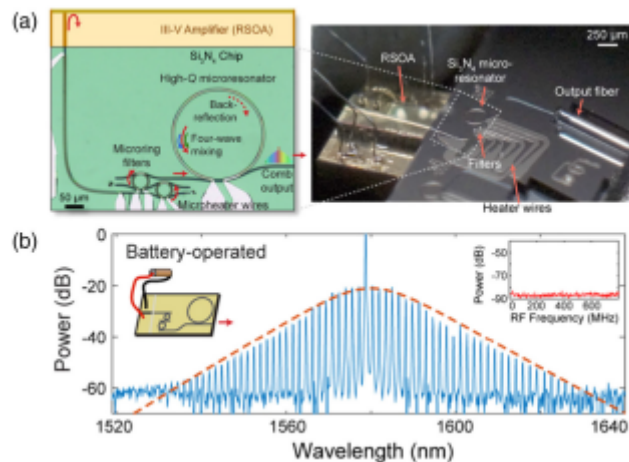 (a)
III-V Amplifier (RSOA)
Si₃N₄ Chip
High-Q microresonator
Back-
reflection
Four-wave
mixing
Microring
filters
Comb
output
50 μm
Microheater wires
250 μm
RSOA
Si₃N₄ micro-
resonator
Output fiber
Filters
Heater wires
(b)
Battery-operated
Power (dB)
0
-20
-40
-60
1520
1560
1600
1640
Wavelength (nm)
Power (dB)
-40
-60
-90
0 200 400 600
RF Frequency (MHz)